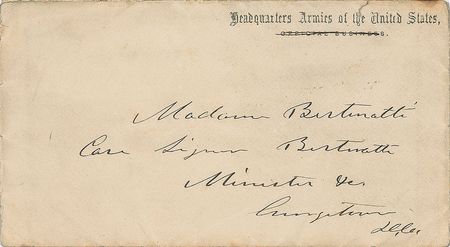 Headquarters Armies of the United States,
OFFICIAL BUSINESS.
Madame Bertinatti
Care Signor Bertinatti
Minister &c
Georgetown